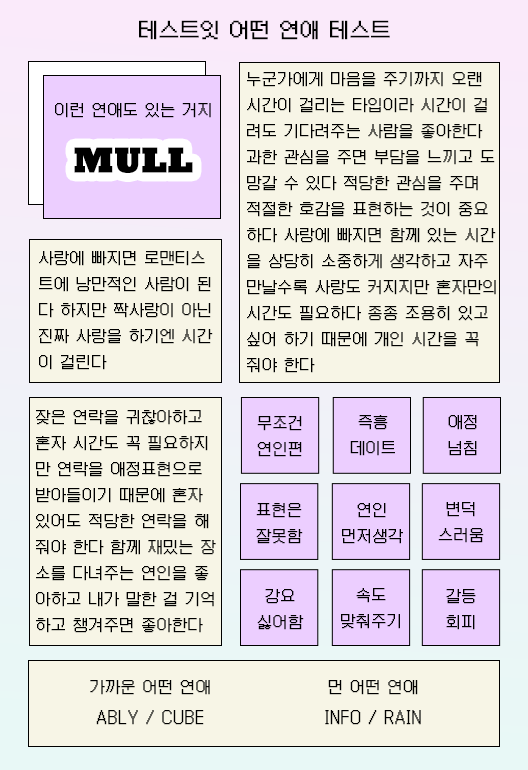 테스트잇 어떤 연애 테스트
이런 연애도 있는 거지
MULL
누군가에게 마음을 주기까지 오랜
시간이 걸리는 타입이라 시간이 걸
려도 기다려주는 사람을 좋아한다
과한 관심을 주면 부담을 느끼고 도
망갈 수 있다 적당한 관심을 주며
적절한 호감을 표현하는 것이 중요
하다 사랑에 빠지면 함께 있는 시간
을 상당히 소중하게 생각하고 자주
만날수록 사랑도 커지지만 혼자만의
시간도 필요하다 종종 조용히 있고
싶어 하기 때문에 개인 시간을 꼭
줘야 한다
사랑에 빠지면 로맨티스
트에 낭만적인 사람이 된
다 하지만 짝사랑이 아닌
진짜 사랑을 하기엔 시간
이 걸린다
잦은 연락을 귀찮아하고
혼자 시간도 꼭 필요하지
만 연락을 애정표현으로
받아들이기 때문에 혼자
있어도 적당한 연락을 해
줘야 한다 함께 재밌는 장
소를 다녀주는 연인을 좋
아하고 내가 말한 걸 기억
하고 챙겨주면 좋아한다
무조건
연인편
즉흥
데이트
애정
넘침
표현은
잘못함
연인
먼저생각
변덕
스러움
강요
싫어함
속도
맞춰주기
갈등
회피
가까운 어떤 연애
ABLY / CUBE
먼 어떤 연애
INFO / RAIN